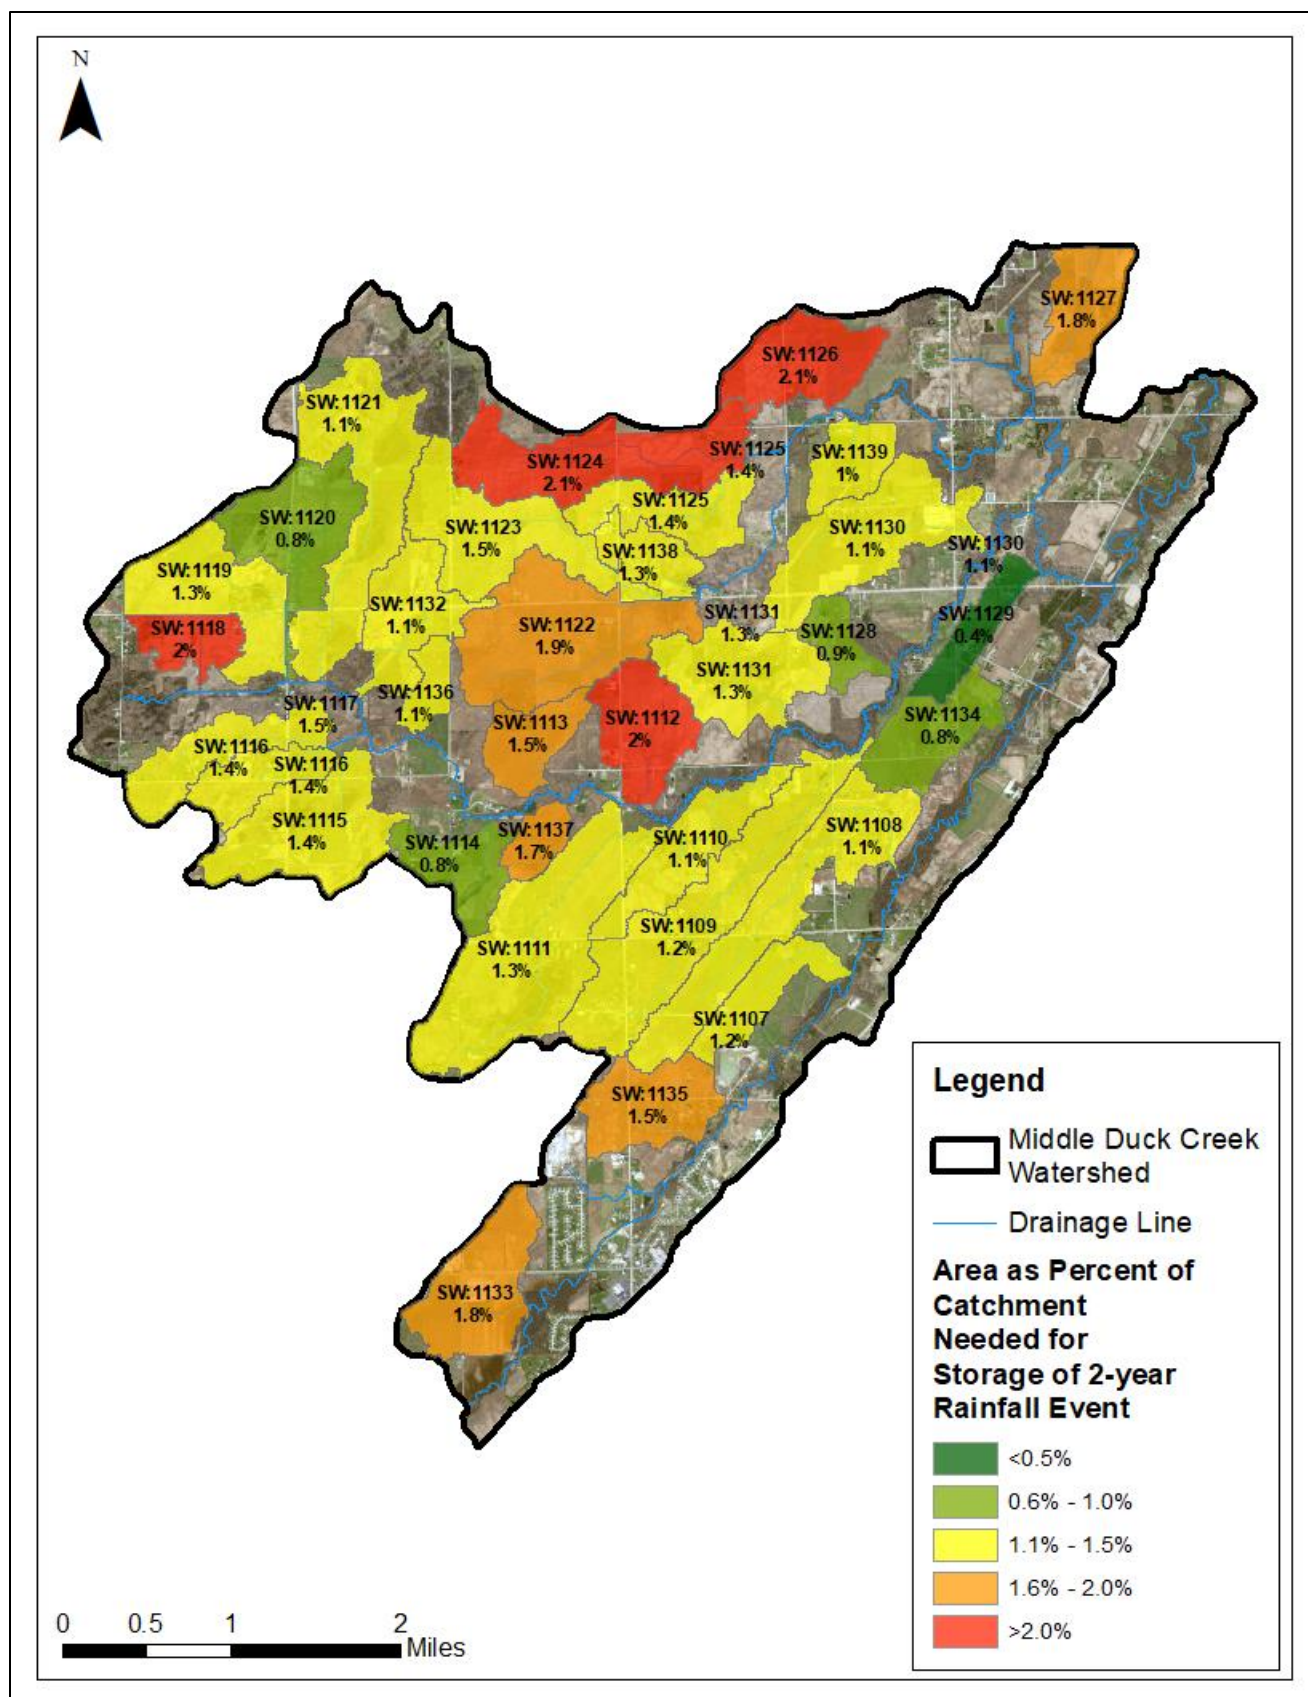 N
SW:1127
1.8%
SW:1126
2.1%
SW:1121
1.1%
SW:1124
2.1%
SW:1125
1.4%
SW:1139
1%
SW:1125
1.4%
SW:1120
0.8%
SW:1123
1.5%
SW:1130
1.1%
SW:1138
1.3%
SW:1130
1.1%
SW:1119
1.3%
SW:1132
1.1%
SW:1118
2%
SW:1122
1.9%
SW:1131
1.3%
SW:1128
0.9%
SW:1129
0.4%
SW:1131
1.3%
SW:1136
1.1%
SW:1117
1.5%
SW:1113
1.5%
SW:1112
2%
SW:1134
0.8%
SW:1116
1.4%
SW:1116
1.4%
SW:1115
1.4%
SW:1114
0.8%
SW:1137
1.7%
SW:1110
1.1%
SW:1108
1.1%
SW:1111
1.3%
SW:1109
1.2%
SW:1107
1.2%
SW:1135
1.5%
SW:1133
1.8%
Legend
Middle Duck Creek
Watershed
Drainage Line
Area as Percent of
Catchment
Needed for
Storage of 2-year
Rainfall Event
<0.5%
0.6% - 1.0%
1.1% - 1.5%
1.6% - 2.0%
>2.0%
0 0.5 1 2
Miles